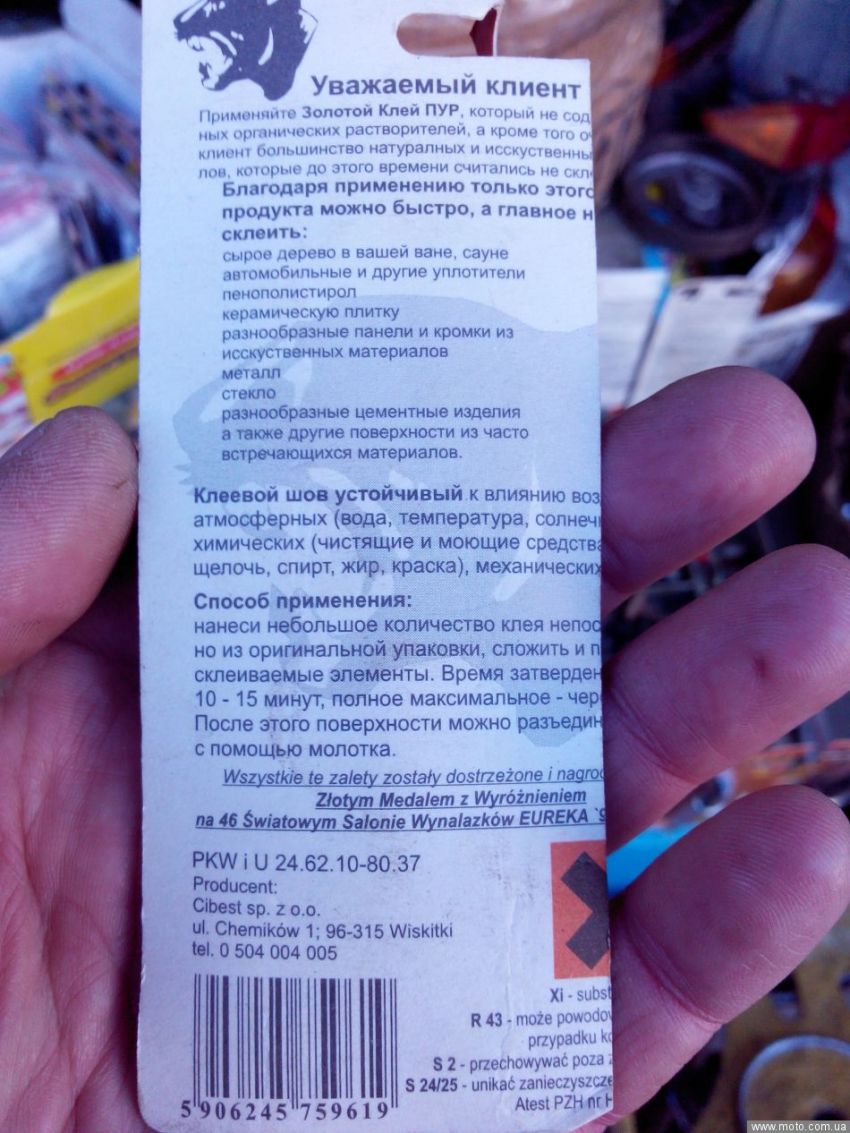 Уважаемый клиент
Применяйте Золотой Клей ПУР, который не сод
ных органических растворителей, а кроме того о
клиент большинство натуральных и исскуственны
лов, которые до этого времени считались не скл
Благодаря применению только этого
продукта можно быстро, а главное н
склеить:
сырое дерево в вашей ване, сауне
автомобильные и другие уплотители
пенополистирол
керамическую плитку
разнообразные панели и кромки из
исскуственных материалов
металл
стекло
разнообразные цементные изделия
а также другие поверхности из часто
встречающихся материалов.
Клеевой шов устойчивый к влиянию воз
атмосферных (вода, температура, солнечн
химических (чистящие и моющие средства
щелочь, спирт, жир, краска), механических
Способ применения:
нанеси небольшое количество клея непос
но из оригинальной упаковки, сложить и п
склеиваемые элементы. Время затверден
10 - 15 минут, полное максимальное - чер
После этого поверхности можно разъедин
с помощью молотка.
Wszystkie te zalety zostały dostrzeżone i nagro
Złotym Medalem z Wyróżnieniem
na 46 Światowym Salonie Wynalazków EUREKA `9
PKW i U 24.62.10-80.37
Producent:
Cibest sp. z o.o.
ul. Chemików 1; 96-315 Wiskitki
tel. 0 504 004 005
Xi - subst
R 43 - może powodow
przypadku ko
S 2 - przechowywać poza z
S 24/25 - unikać zanieczyszcze
Atest PZH nr H
5 906245 759619
www.moto.com.ua